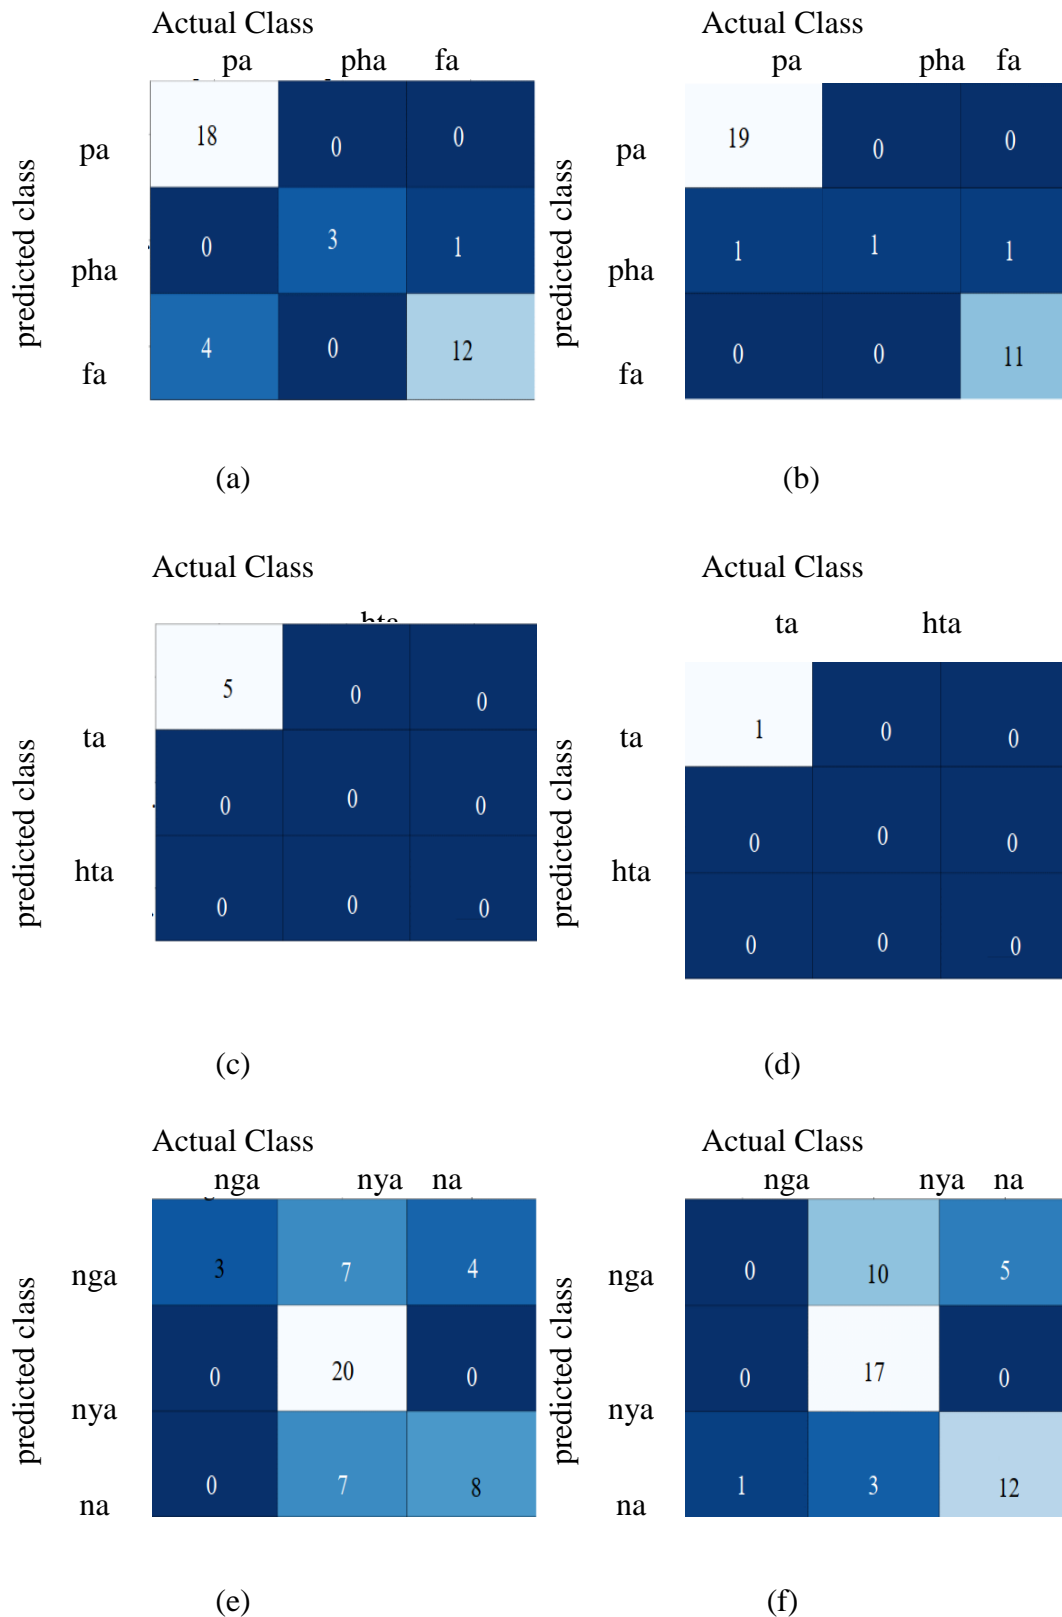 Actual Class
pa pha fa
predicted class
pa 18 0 0
pha 0 3 1
fa 4 0 12
(a)
Actual Class
pa pha fa
predicted class
pa 19 0 0
pha 1 1 1
fa 0 0 11
(b)
Actual Class
hta
predicted class
ta 5 0 0
hta 0 0 0
0 0 0
(c)
Actual Class
ta hta
predicted class
ta 1 0 0
hta 0 0 0
0 0 0
(d)
Actual Class
nga nya na
predicted class
nga 3 7 4
nya 0 20 0
na 0 7 8
(e)
Actual Class
nga nya na
predicted class
nga 0 10 5
nya 0 17 0
na 1 3 12
(f)